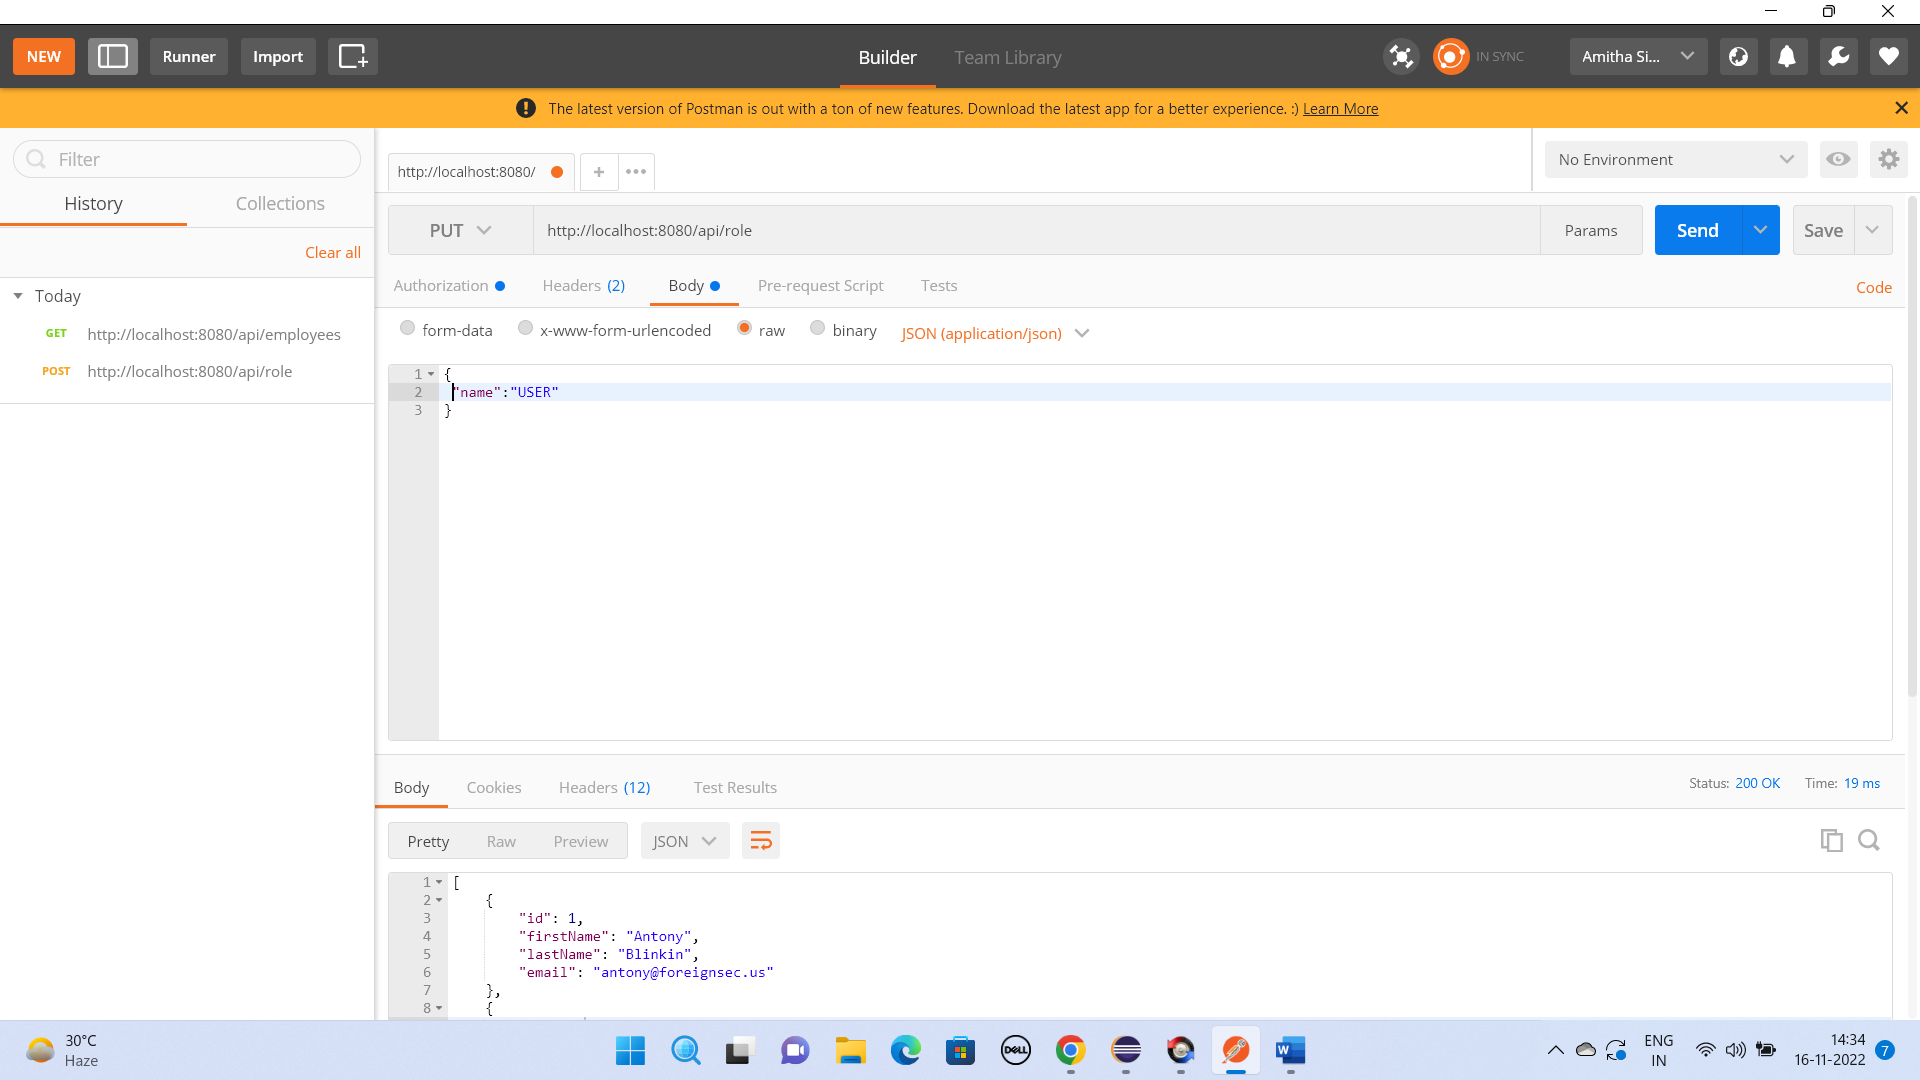 NEW
Runner
Import
Builder
Team Library
IN SYNC
Amitha Si...
The latest version of Postman is out with a ton of new features. Download the latest app for a better experience. :) Learn More
Filter
History
Collections
Clear all
Today
GET http://localhost:8080/api/employees
POST http://localhost:8080/api/role
http://localhost:8080/
No Environment
PUT
http://localhost:8080/api/role
Params
Send
Save
Authorization
Headers (2)
Body
Pre-request Script
Tests
Code
form-data
x-www-form-urlencoded
raw
binary
JSON (application/json)
1 {
2 "name":"USER"
3 }
Body
Cookies
Headers (12)
Test Results
Status: 200 OK
Time: 19 ms
Pretty
Raw
Preview
JSON
1 [
2 {
3 "id": 1,
4 "firstName": "Antony",
5 "lastName": "Blinkin",
6 "email": "antony@foreignsec.us"
7 },
8 {
30°C
Haze
DELL
W
ENG
IN
14:34
16-11-2022
7